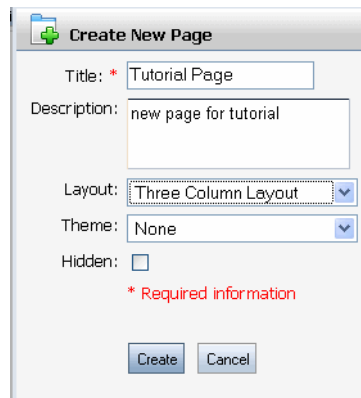 Create New Page
Title: * Tutorial Page
Description: new page for tutorial
Layout: Three Column Layout
Theme: None
Hidden:
* Required information
Create Cancel